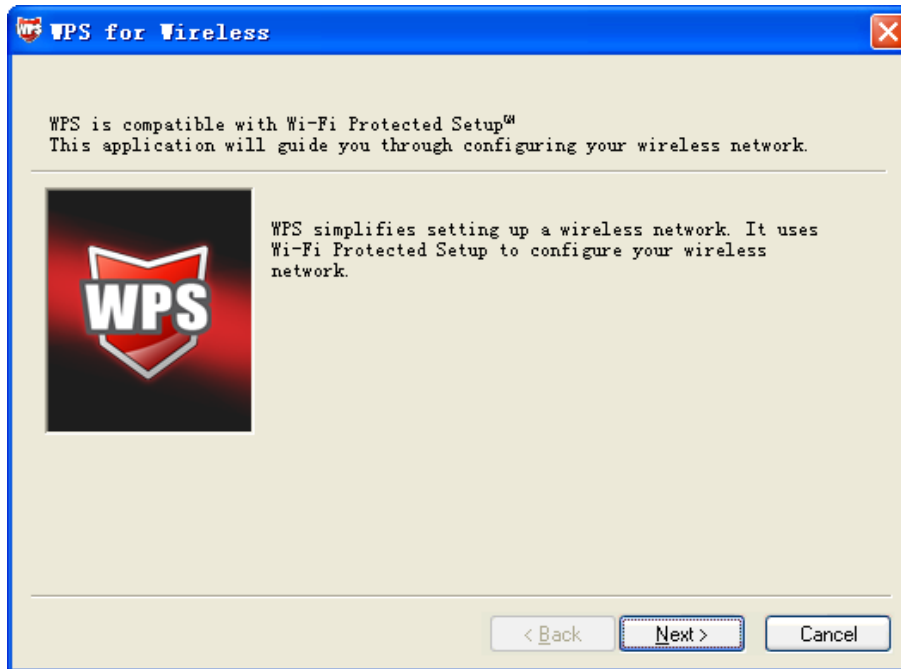 WPS for Wireless
WPS is compatible with Wi-Fi Protected Setup℠
This application will guide you through configuring your wireless network.
WPS
WPS simplifies setting up a wireless network. It uses
Wi-Fi Protected Setup to configure your wireless
network.
< Back
Next >
Cancel